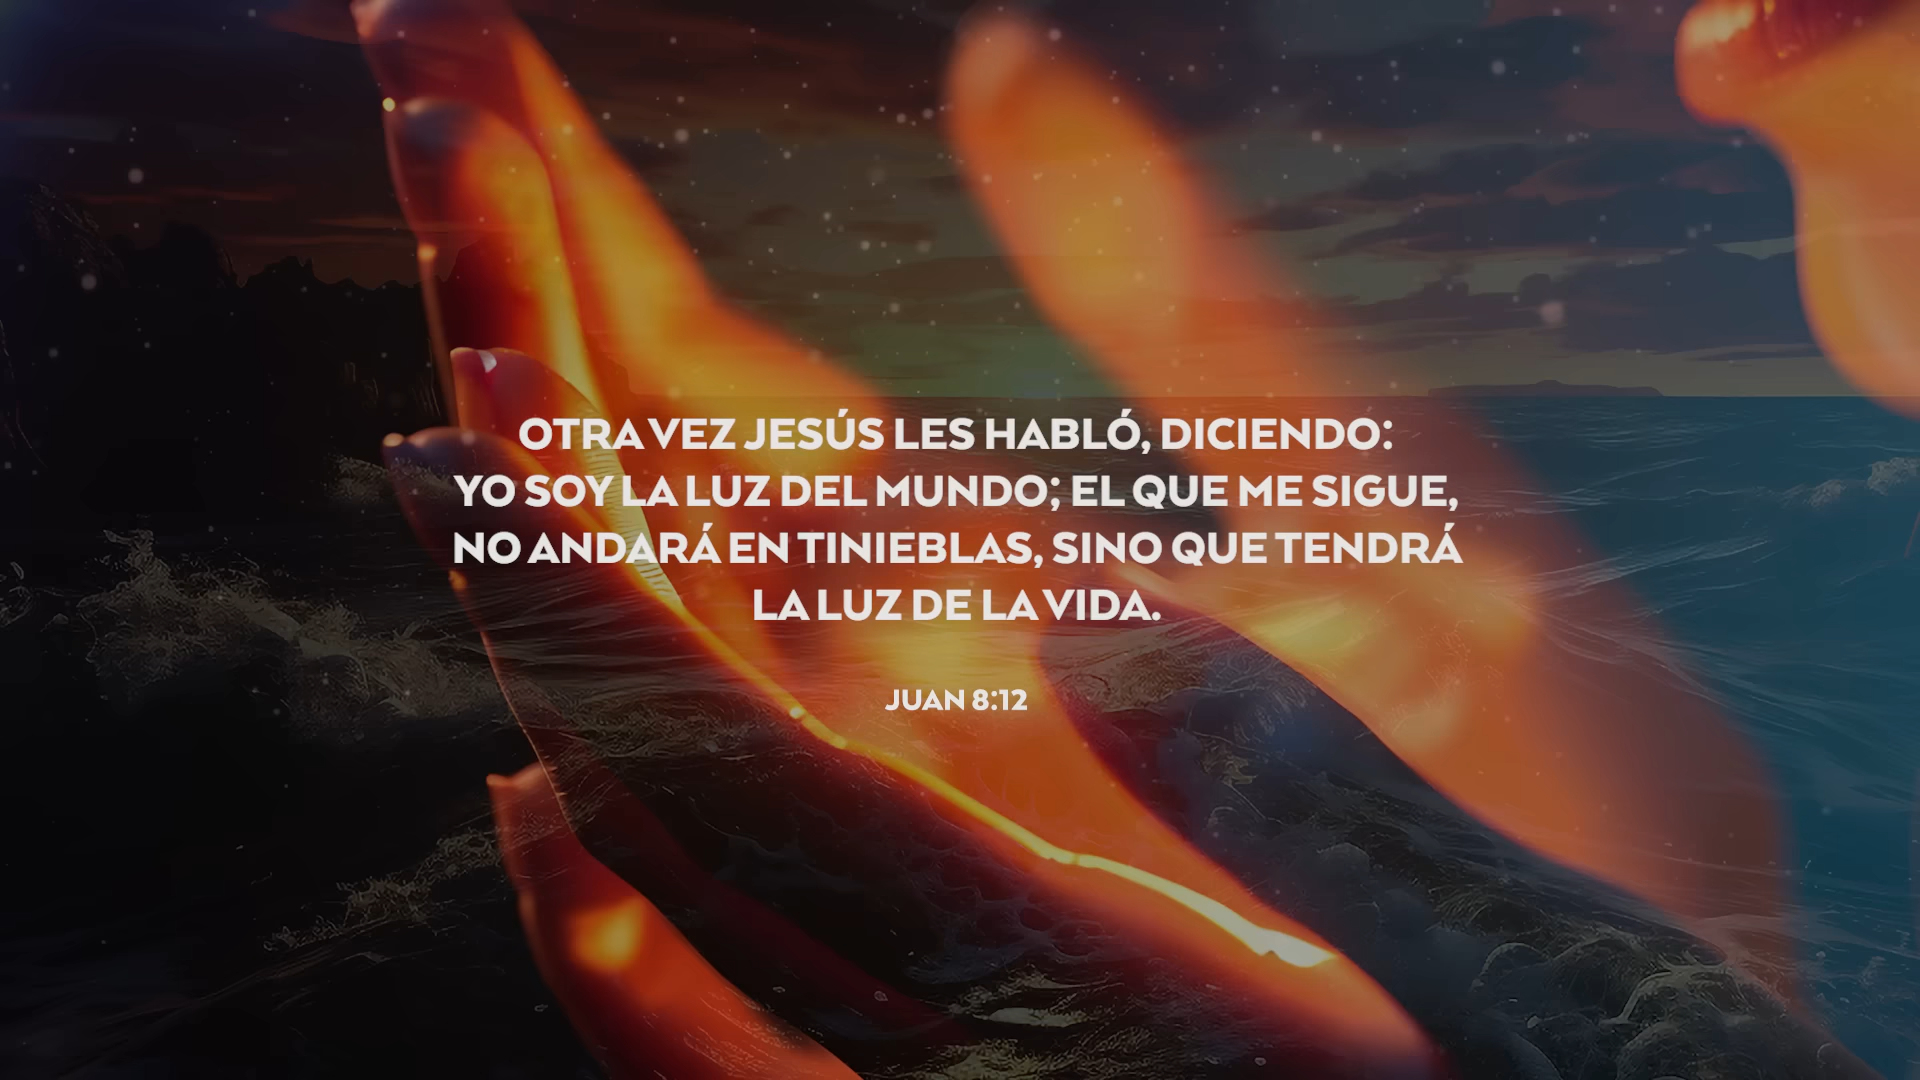 OTRA VEZ JESÚS LES HABLÓ, DICIENDO:
YO SOY LA LUZ DEL MUNDO; EL QUE ME SIGUE,
NO ANDARÁ EN TINIEBLAS, SINO QUE TENDRÁ
LA LUZ DE LA VIDA.
JUAN 8:12